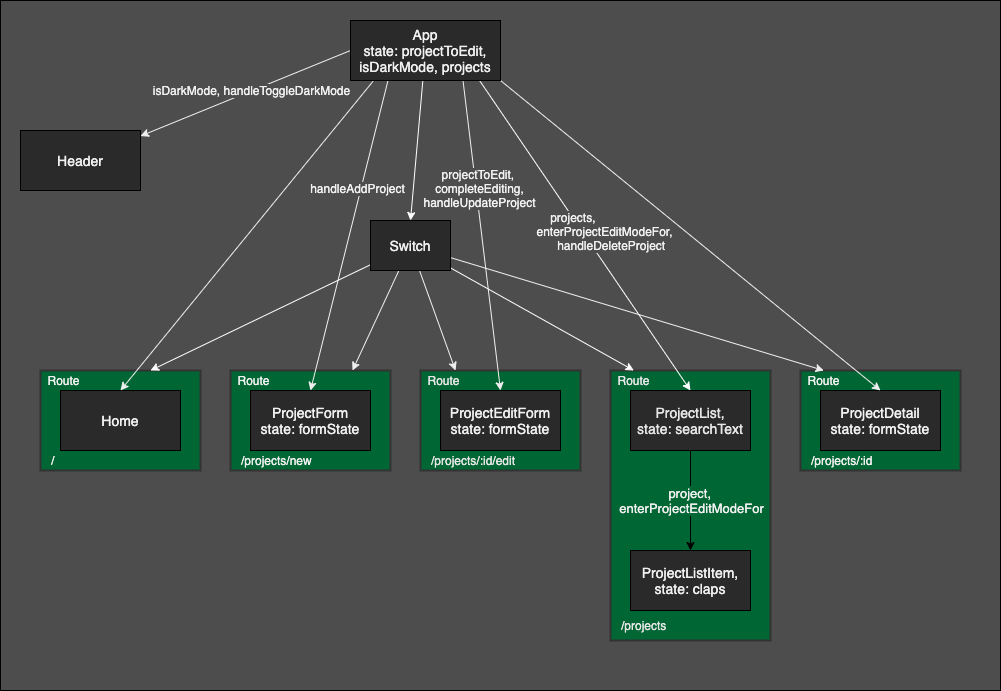 App
state: projectToEdit,
isDarkMode, projects
isDarkMode, handleToggleDarkMode
Header
handleAddProject
projectToEdit,
completeEditing,
handleUpdateProject
projects,
enterProjectEditModeFor,
handleDeleteProject
Switch
Route
Home
/
Route
ProjectForm
state: formState
/projects/new
Route
ProjectEditForm
state: formState
/projects/:id/edit
Route
ProjectList,
state: searchText
project,
enterProjectEditModeFor
ProjectListItem,
state: claps
/projects
Route
ProjectDetail
state: formState
/projects/:id